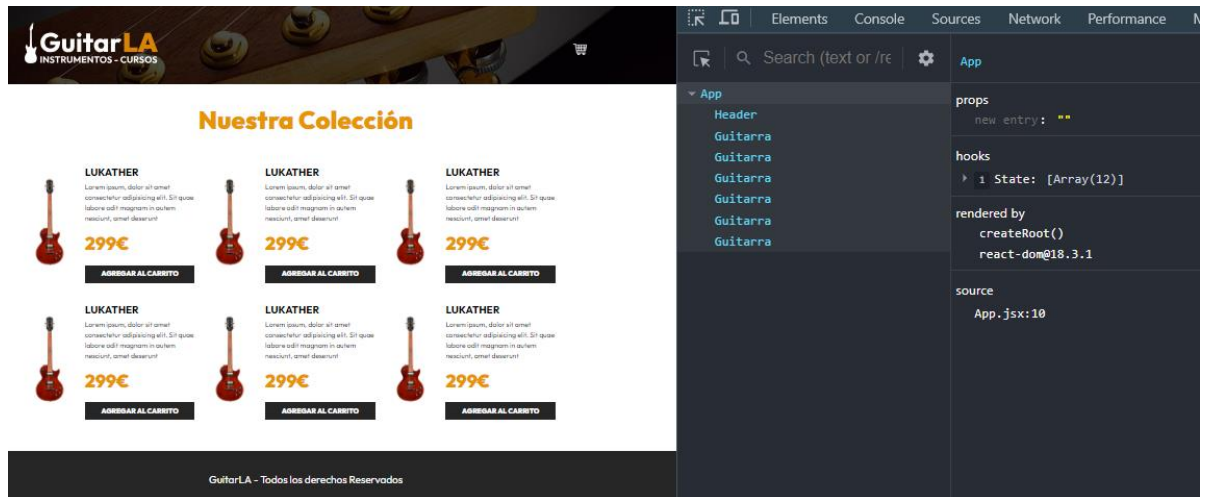 GuitarLA
INSTRUMENTOS - CURSOS
Nuestra Colección
LUKATHER
Lorem ipsum, dolor sit amet
consectetur adipisicing elit. Sit quae
labore odit magnam in autem
nesciunt, amet deserunt
299€
AGREGAR AL CARRITO
LUKATHER
Lorem ipsum, dolor sit amet
consectetur adipisicing elit. Sit quae
labore odit magnam in autem
nesciunt, amet deserunt
299€
AGREGAR AL CARRITO
LUKATHER
Lorem ipsum, dolor sit amet
consectetur adipisicing elit. Sit quae
labore odit magnam in autem
nesciunt, amet deserunt
299€
AGREGAR AL CARRITO
LUKATHER
Lorem ipsum, dolor sit amet
consectetur adipisicing elit. Sit quae
labore odit magnam in autem
nesciunt, amet deserunt
299€
AGREGAR AL CARRITO
LUKATHER
Lorem ipsum, dolor sit amet
consectetur adipisicing elit. Sit quae
labore odit magnam in autem
nesciunt, amet deserunt
299€
AGREGAR AL CARRITO
LUKATHER
Lorem ipsum, dolor sit amet
consectetur adipisicing elit. Sit quae
labore odit magnam in autem
nesciunt, amet deserunt
299€
AGREGAR AL CARRITO
GuitarLA - Todos los derechos Reservados
Elements Console Sources Network Performance
Search (text or /re
App
Header
Guitarra
Guitarra
Guitarra
Guitarra
Guitarra
Guitarra
App
props
new entry: ""
hooks
1 State: [Array(12)]
rendered by
createRoot()
react-dom@18.3.1
source
App.jsx:10